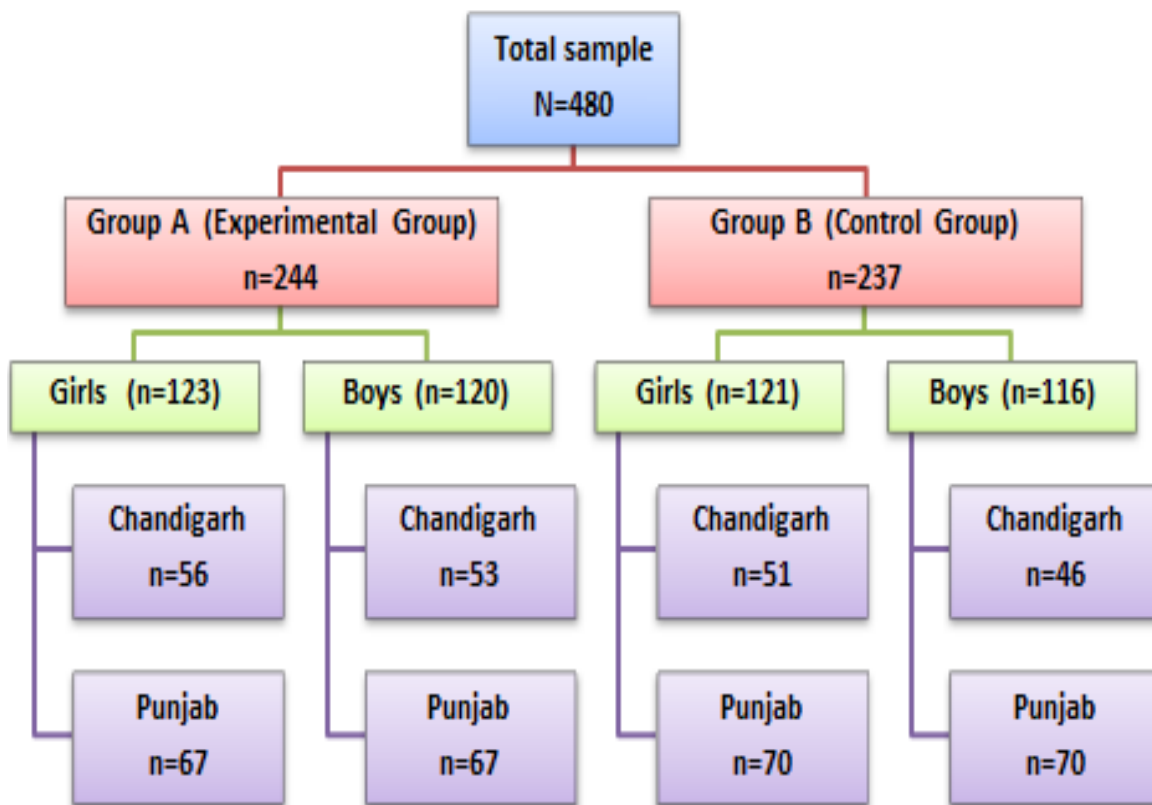 Total sample
N=480
Group A (Experimental Group)
n=244
Group B (Control Group)
n=237
Girls (n=123)
Boys (n=120)
Girls (n=121)
Boys (n=116)
Chandigarh
n=56
Chandigarh
n=53
Chandigarh
n=51
Chandigarh
n=46
Punjab
n=67
Punjab
n=67
Punjab
n=70
Punjab
n=70